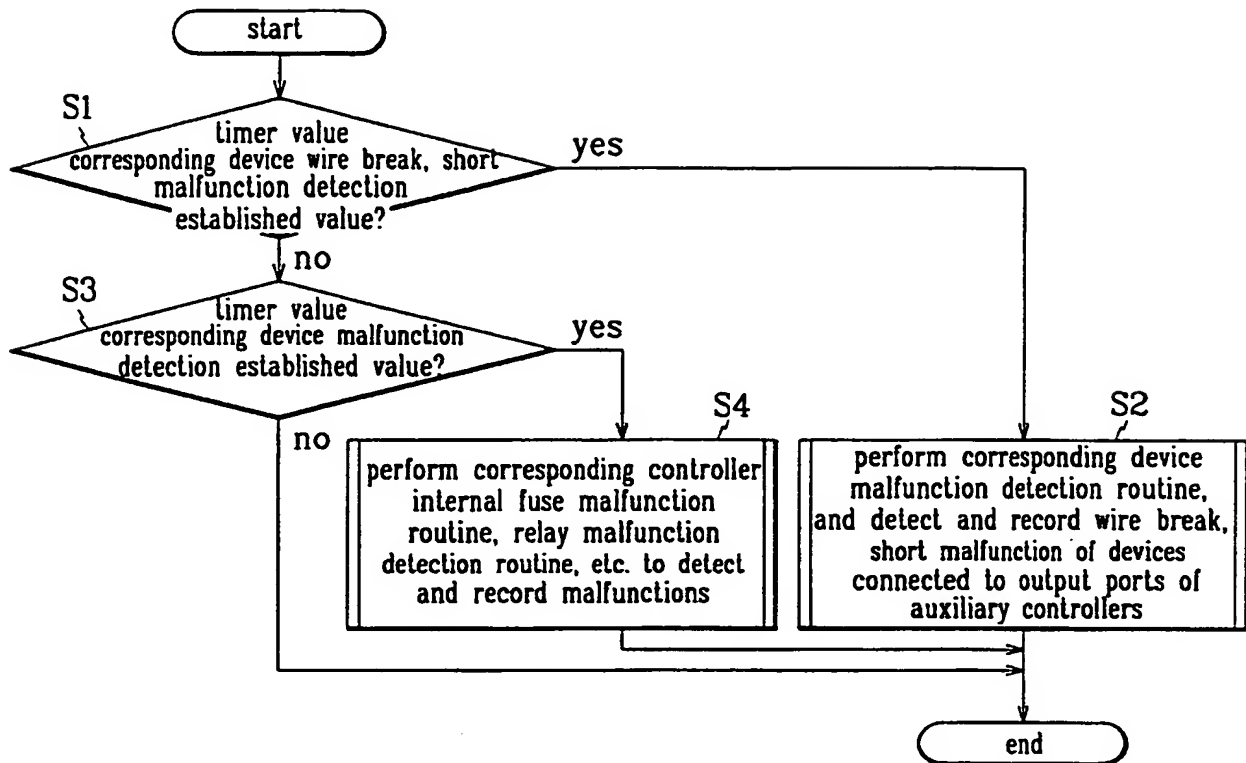 start
S1
timer value
corresponding device wire break, short
malfunction detection
established value?
yes
no
S3
timer value
corresponding device malfunction
detection established value?
yes
no
S4
perform corresponding controller
internal fuse malfunction
routine, relay malfunction
detection routine, etc. to detect
and record malfunctions
S2
perform corresponding device
malfunction detection routine,
and detect and record wire break,
short malfunction of devices
connected to output ports of
auxiliary controllers
end